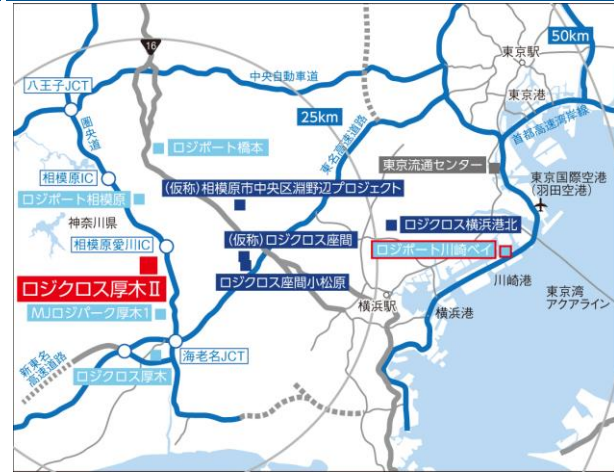 16
50km
東京駅
八王子JCT
中央自動車道
東京港
25km
首都高速湾岸線
圏央道
東名高速道路
ロジポート橋本
東京流通センター
相模原IC
(仮称)相模原市中央区淵野辺プロジェクト
東京国際空港
(羽田空港)
ロジポート相模原
神奈川県
ロジクロス横浜港北
(仮称)ロジクロス座間
相模原愛川IC
ロジポート川崎ベイ
ロジクロス厚木Ⅱ
ロジクロス座間小松原
川崎港
横浜駅
東京湾
アクアライン
MJロジパーク厚木1
横浜港
海老名JCT
新東名
高速道路
ロジクロス厚木